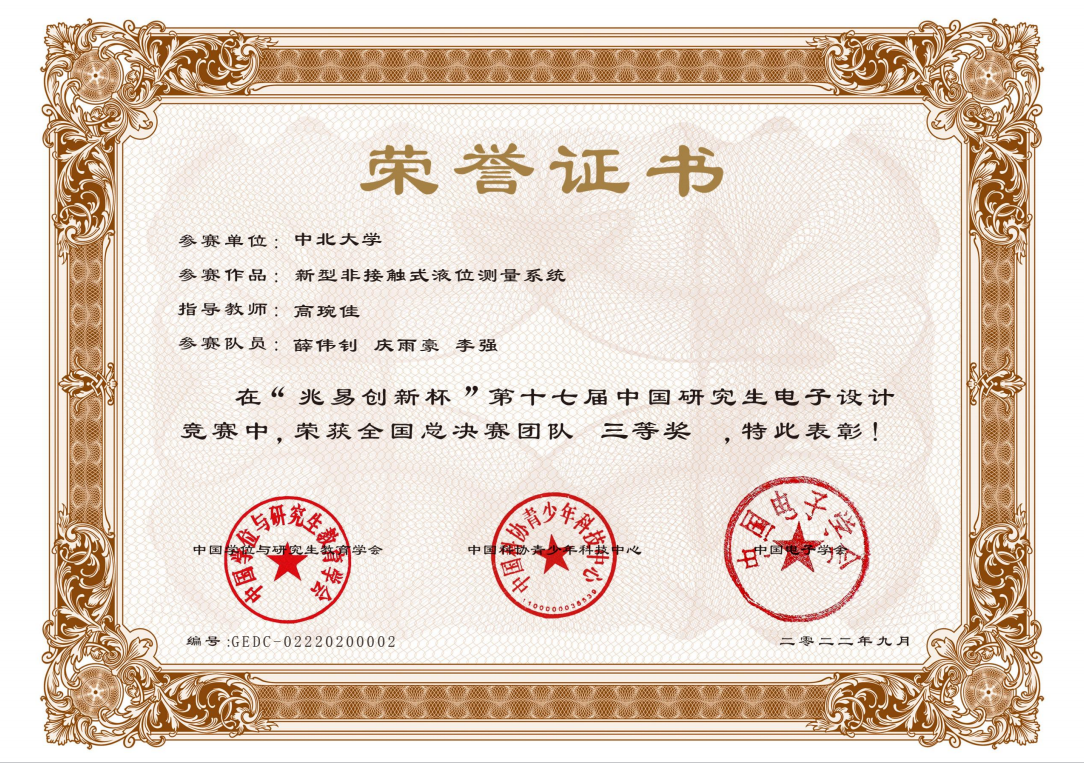 荣誉证书
参赛单位：中北大学
参赛作品：新型非接触式液位测量系统
指导教师：高琬佳
参赛队员：薛伟钊 庆雨豪 李强
在“兆易创新杯”第十七届中国研究生电子设计
竞赛中，荣获全国总决赛团队 三等奖 ，特此表彰！
中国学位与研究生教育学会 中国科协青少年科技中心 中国电子学会
中国学位与研究生教育学会
中国科协青少年科技中心
中国电子学会
编号:GEDC-02220200002 二零二二年九月